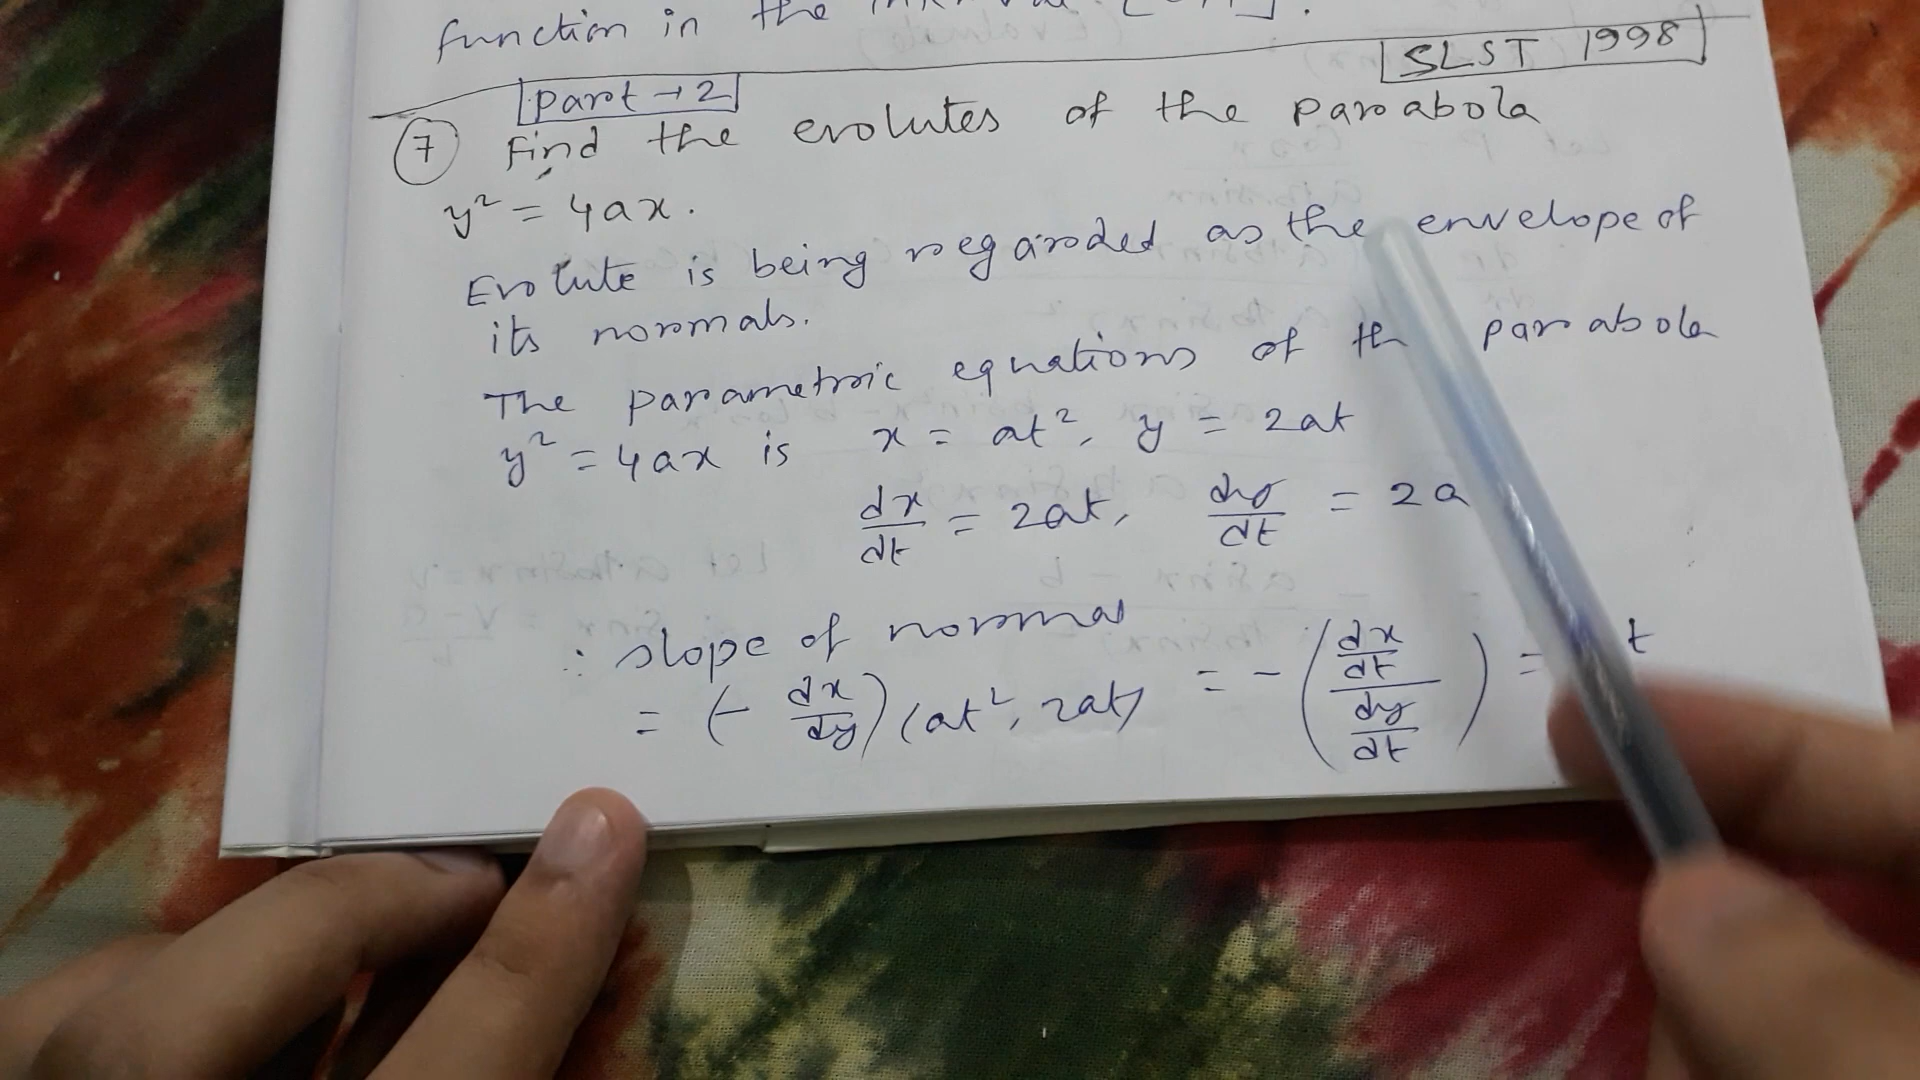 function in the
SLST 1998
Part → 2
7 Find the evolutes of the parabola
y² = 4ax.
Evolute is being regarded as the envelope of
its normals.
The parametric equations of th parabola
y² = 4ax is x = at², y = 2at
dx/dt = 2at, dy/dt = 2a
∴ slope of normal
= (- dx/dy) (at², 2at) = - ( dx/dt / dy/dt ) = t